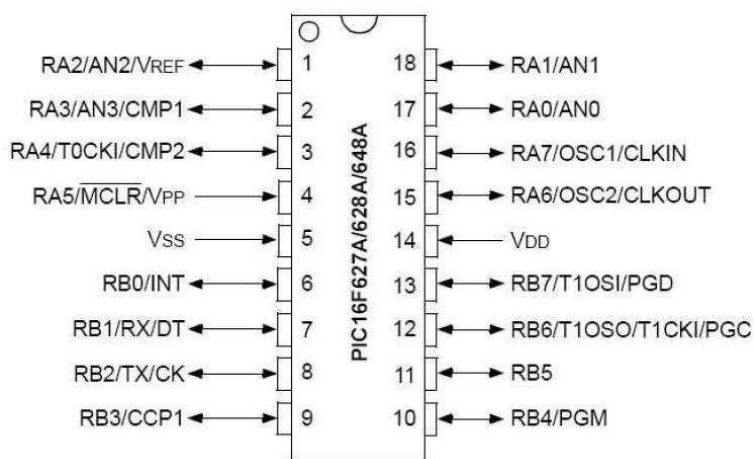 RA2/AN2/VREF 1 18 RA1/AN1
RA3/AN3/CMP1 2 17 RA0/AN0
RA4/T0CKI/CMP2 3 16 RA7/OSC1/CLKIN
RA5/MCLR/VPP 4 15 RA6/OSC2/CLKOUT
VSS 5 14 VDD
RB0/INT 6 13 RB7/T1OSI/PGD
RB1/RX/DT 7 12 RB6/T1OSO/T1CKI/PGC
RB2/TX/CK 8 11 RB5
RB3/CCP1 9 10 RB4/PGM
PIC16F627A/628A/648A